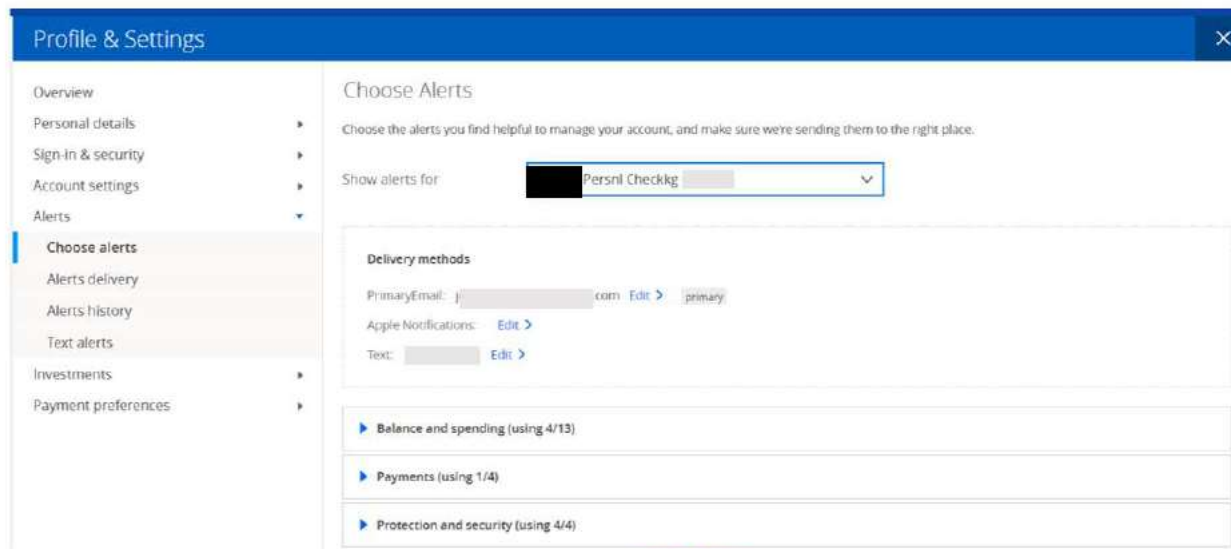 Profile & Settings
Overview
Personal details
Sign-in & security
Account settings
Alerts
Choose alerts
Alerts delivery
Alerts history
Text alerts
Investments
Payment preferences
Choose Alerts
Choose the alerts you find helpful to manage your account, and make sure we're sending them to the right place.
Show alerts for Persnl Checkkg
Delivery methods
PrimaryEmail: j com Edit > primary
Apple Notifications: Edit >
Text: Edit >
Balance and spending (using 4/13)
Payments (using 1/4)
Protection and security (using 4/4)